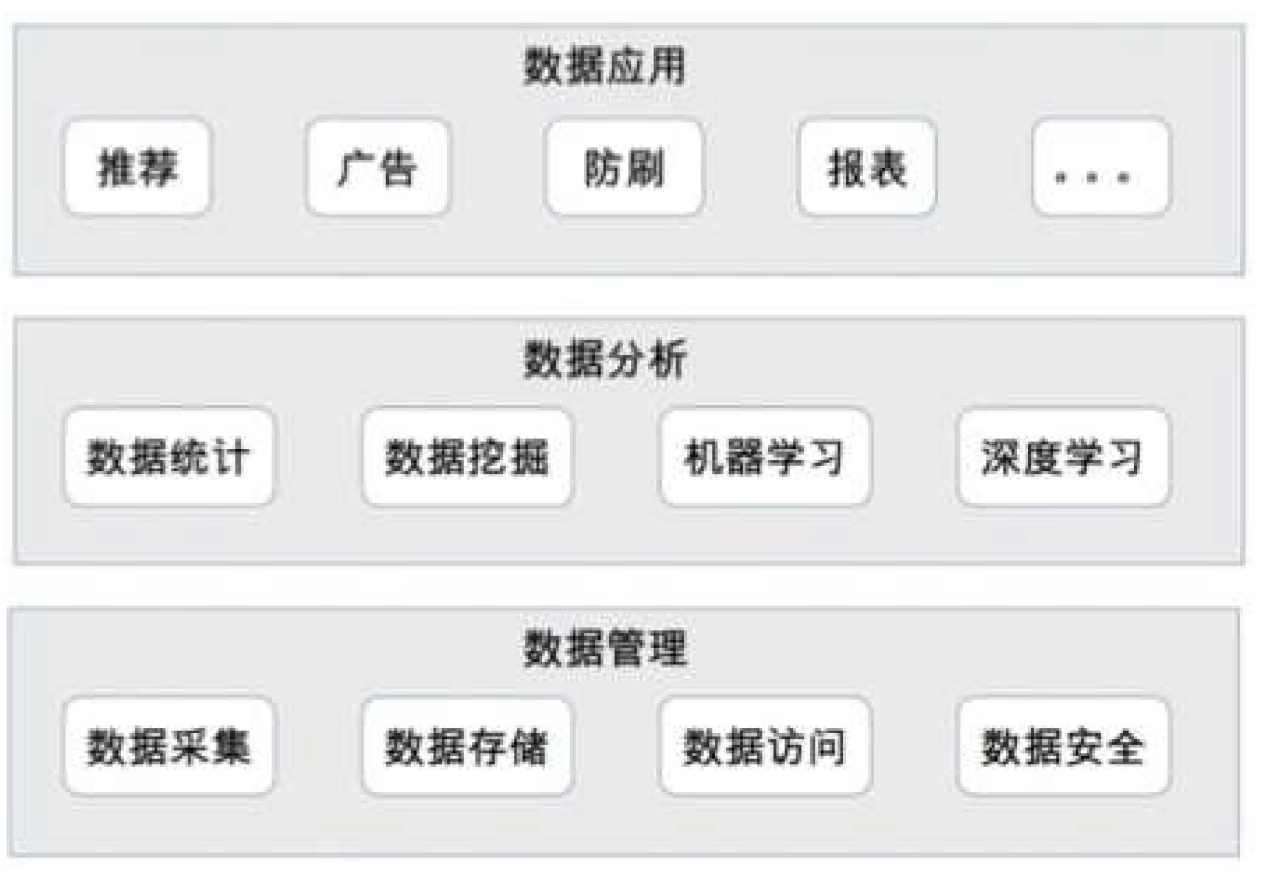 数据应用
推荐 广告 防刷 报表 ...
数据分析
数据统计 数据挖掘 机器学习 深度学习
数据管理
数据采集 数据存储 数据访问 数据安全